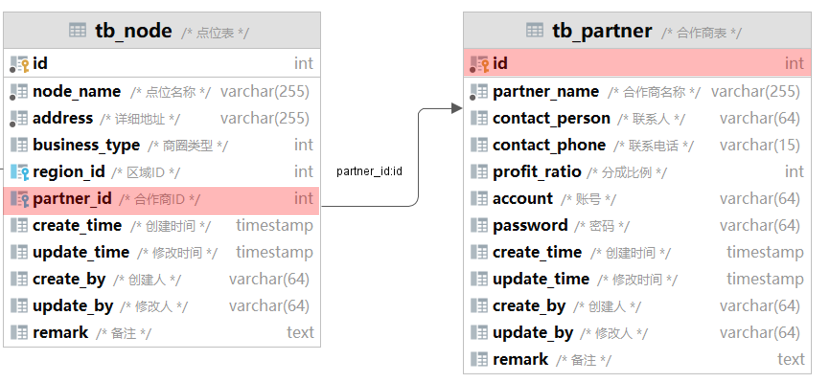 tb_node /* 点位表 */
id int
node_name /* 点位名称 */ varchar(255)
address /* 详细地址 */ varchar(255)
business_type /* 商圈类型 */ int
region_id /* 区域ID */ int
partner_id /* 合作商ID */ int
create_time /* 创建时间 */ timestamp
update_time /* 修改时间 */ timestamp
create_by /* 创建人 */ varchar(64)
update_by /* 修改人 */ varchar(64)
remark /* 备注 */ text
partner_id:id
tb_partner /* 合作商表 */
id int
partner_name /* 合作商名称 */ varchar(255)
contact_person /* 联系人 */ varchar(64)
contact_phone /* 联系电话 */ varchar(15)
profit_ratio /* 分成比例 */ int
account /* 账号 */ varchar(64)
password /* 密码 */ varchar(64)
create_time /* 创建时间 */ timestamp
update_time /* 修改时间 */ timestamp
create_by /* 创建人 */ varchar(64)
update_by /* 修改人 */ varchar(64)
remark /* 备注 */ text